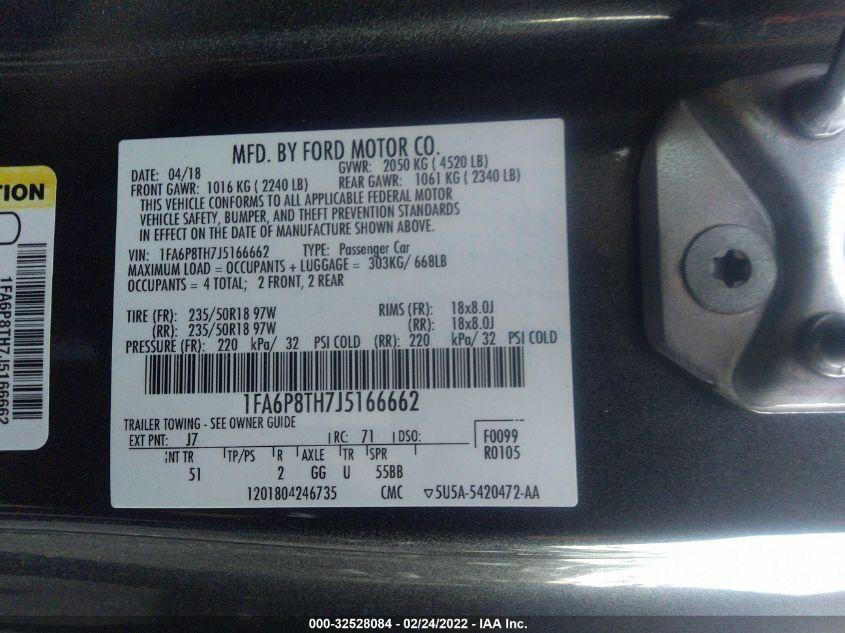 MFD. BY FORD MOTOR CO.
DATE: 04/18 GVWR: 2050 KG ( 4520 LB)
FRONT GAWR: 1016 KG ( 2240 LB) REAR GAWR: 1061 KG ( 2340 LB)
THIS VEHICLE CONFORMS TO ALL APPLICABLE FEDERAL MOTOR
VEHICLE SAFETY, BUMPER, AND THEFT PREVENTION STANDARDS
IN EFFECT ON THE DATE OF MANUFACTURE SHOWN ABOVE.
VIN: 1FA6P8TH7J5166662 TYPE: Passenger Car
MAXIMUM LOAD = OCCUPANTS + LUGGAGE = 303KG/ 668LB
OCCUPANTS = 4 TOTAL; 2 FRONT, 2 REAR
TIRE (FR): 235/50R18 97W RIMS (FR): 18x8.0J
(RR): 235/50R18 97W (RR): 18x8.0J
PRESSURE (FR): 220 kPa/ 32 PSI COLD (RR): 220 kPa/ 32 PSI COLD
1FA6P8TH7J5166662
TRAILER TOWING - SEE OWNER GUIDE
EXT PNT: J7 RC: 71 DSO: F0099
R0105
INT TR TP/PS R AXLE TR SPR
51 2 GG U 55BB
1201804246735 CMC ▽5U5A-5420472-AA
TION
1FA6P8TH7J5166662
000-32528084 - 02/24/2022 - IAA Inc.